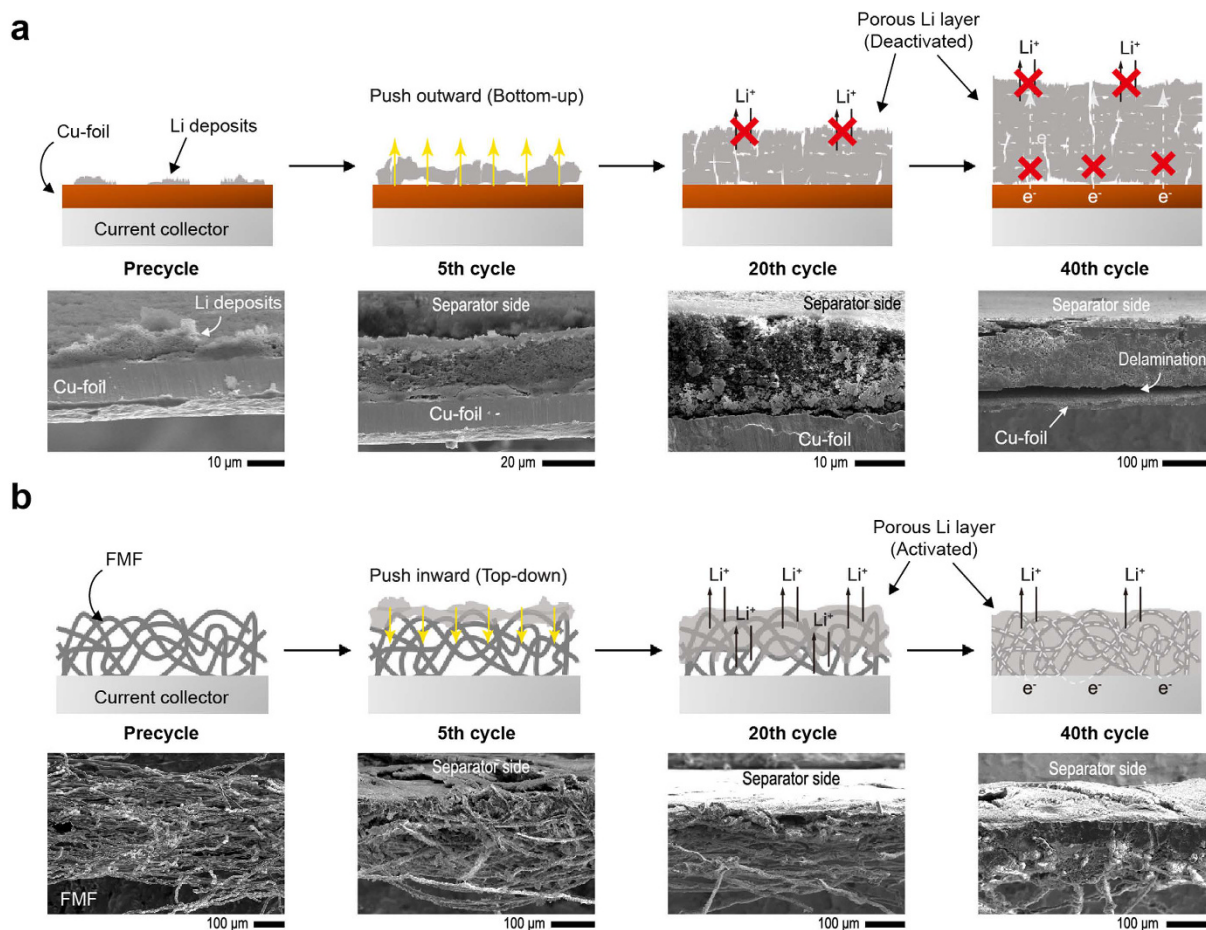 a
Porous Li layer
(Deactivated)
Li⁺ Li⁺
Push outward (Bottom-up)
Li⁺ Li⁺
Cu-foil
Li deposits
e⁻
Current collector
e⁻ e⁻ e⁻
Precycle
5th cycle
20th cycle
40th cycle
Li deposits
Cu-foil
10 µm
Separator side
Cu-foil
20 µm
Separator side
Cu-foil
10 µm
Separator side
Delamination
Cu-foil
100 µm
b
Porous Li layer
(Activated)
FMF
Push inward (Top-down)
Li⁺ Li⁺ Li⁺
Li⁺ Li⁺
Li⁺ Li⁺
Current collector
e⁻ e⁻ e⁻
Precycle
5th cycle
20th cycle
40th cycle
FMF
100 µm
Separator side
100 µm
Separator side
100 µm
Separator side
100 µm